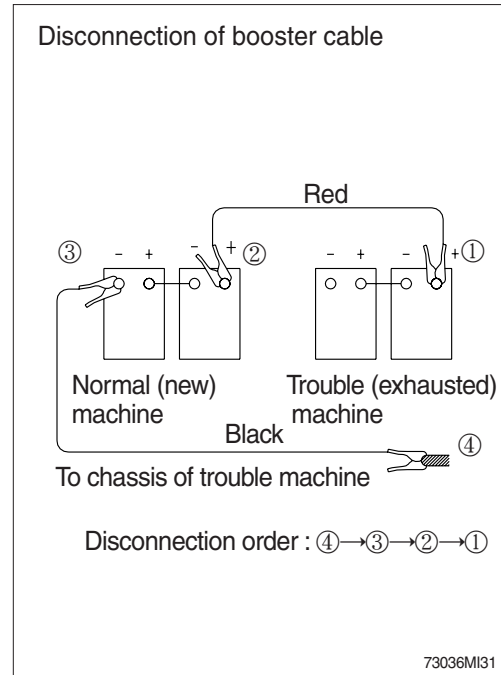 Disconnection of booster cable
Red
③ - + - + ② - + - + ①
Normal (new)
machine
Trouble (exhausted)
machine
Black
④
To chassis of trouble machine
Disconnection order : ④→③→②→①
73036MI31